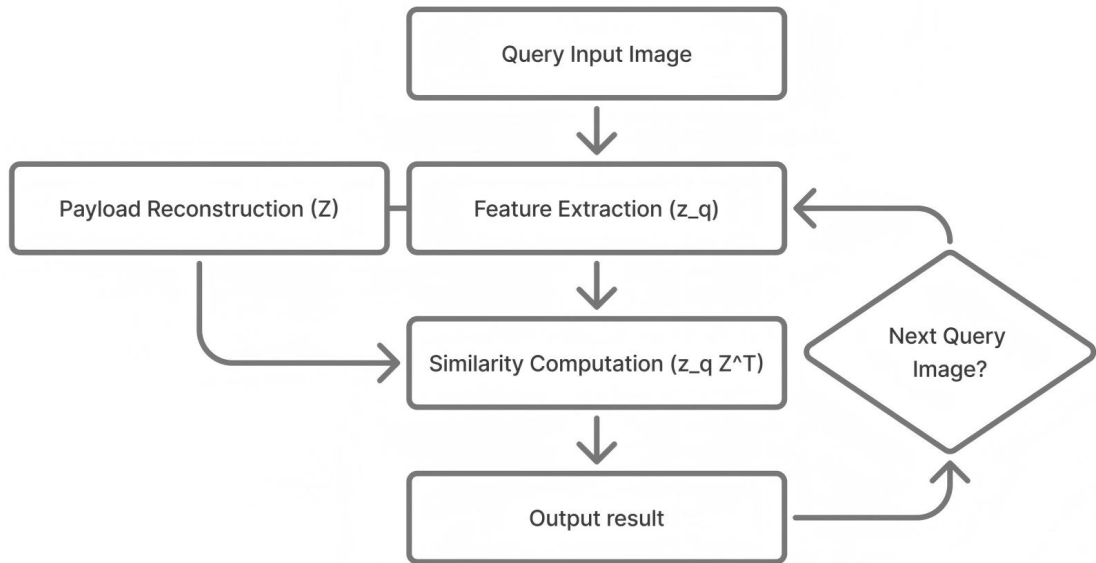 Query Input Image
Payload Reconstruction (Z)
Feature Extraction (z_q)
Similarity Computation (z_q Z^T)
Next Query
Image?
Output result